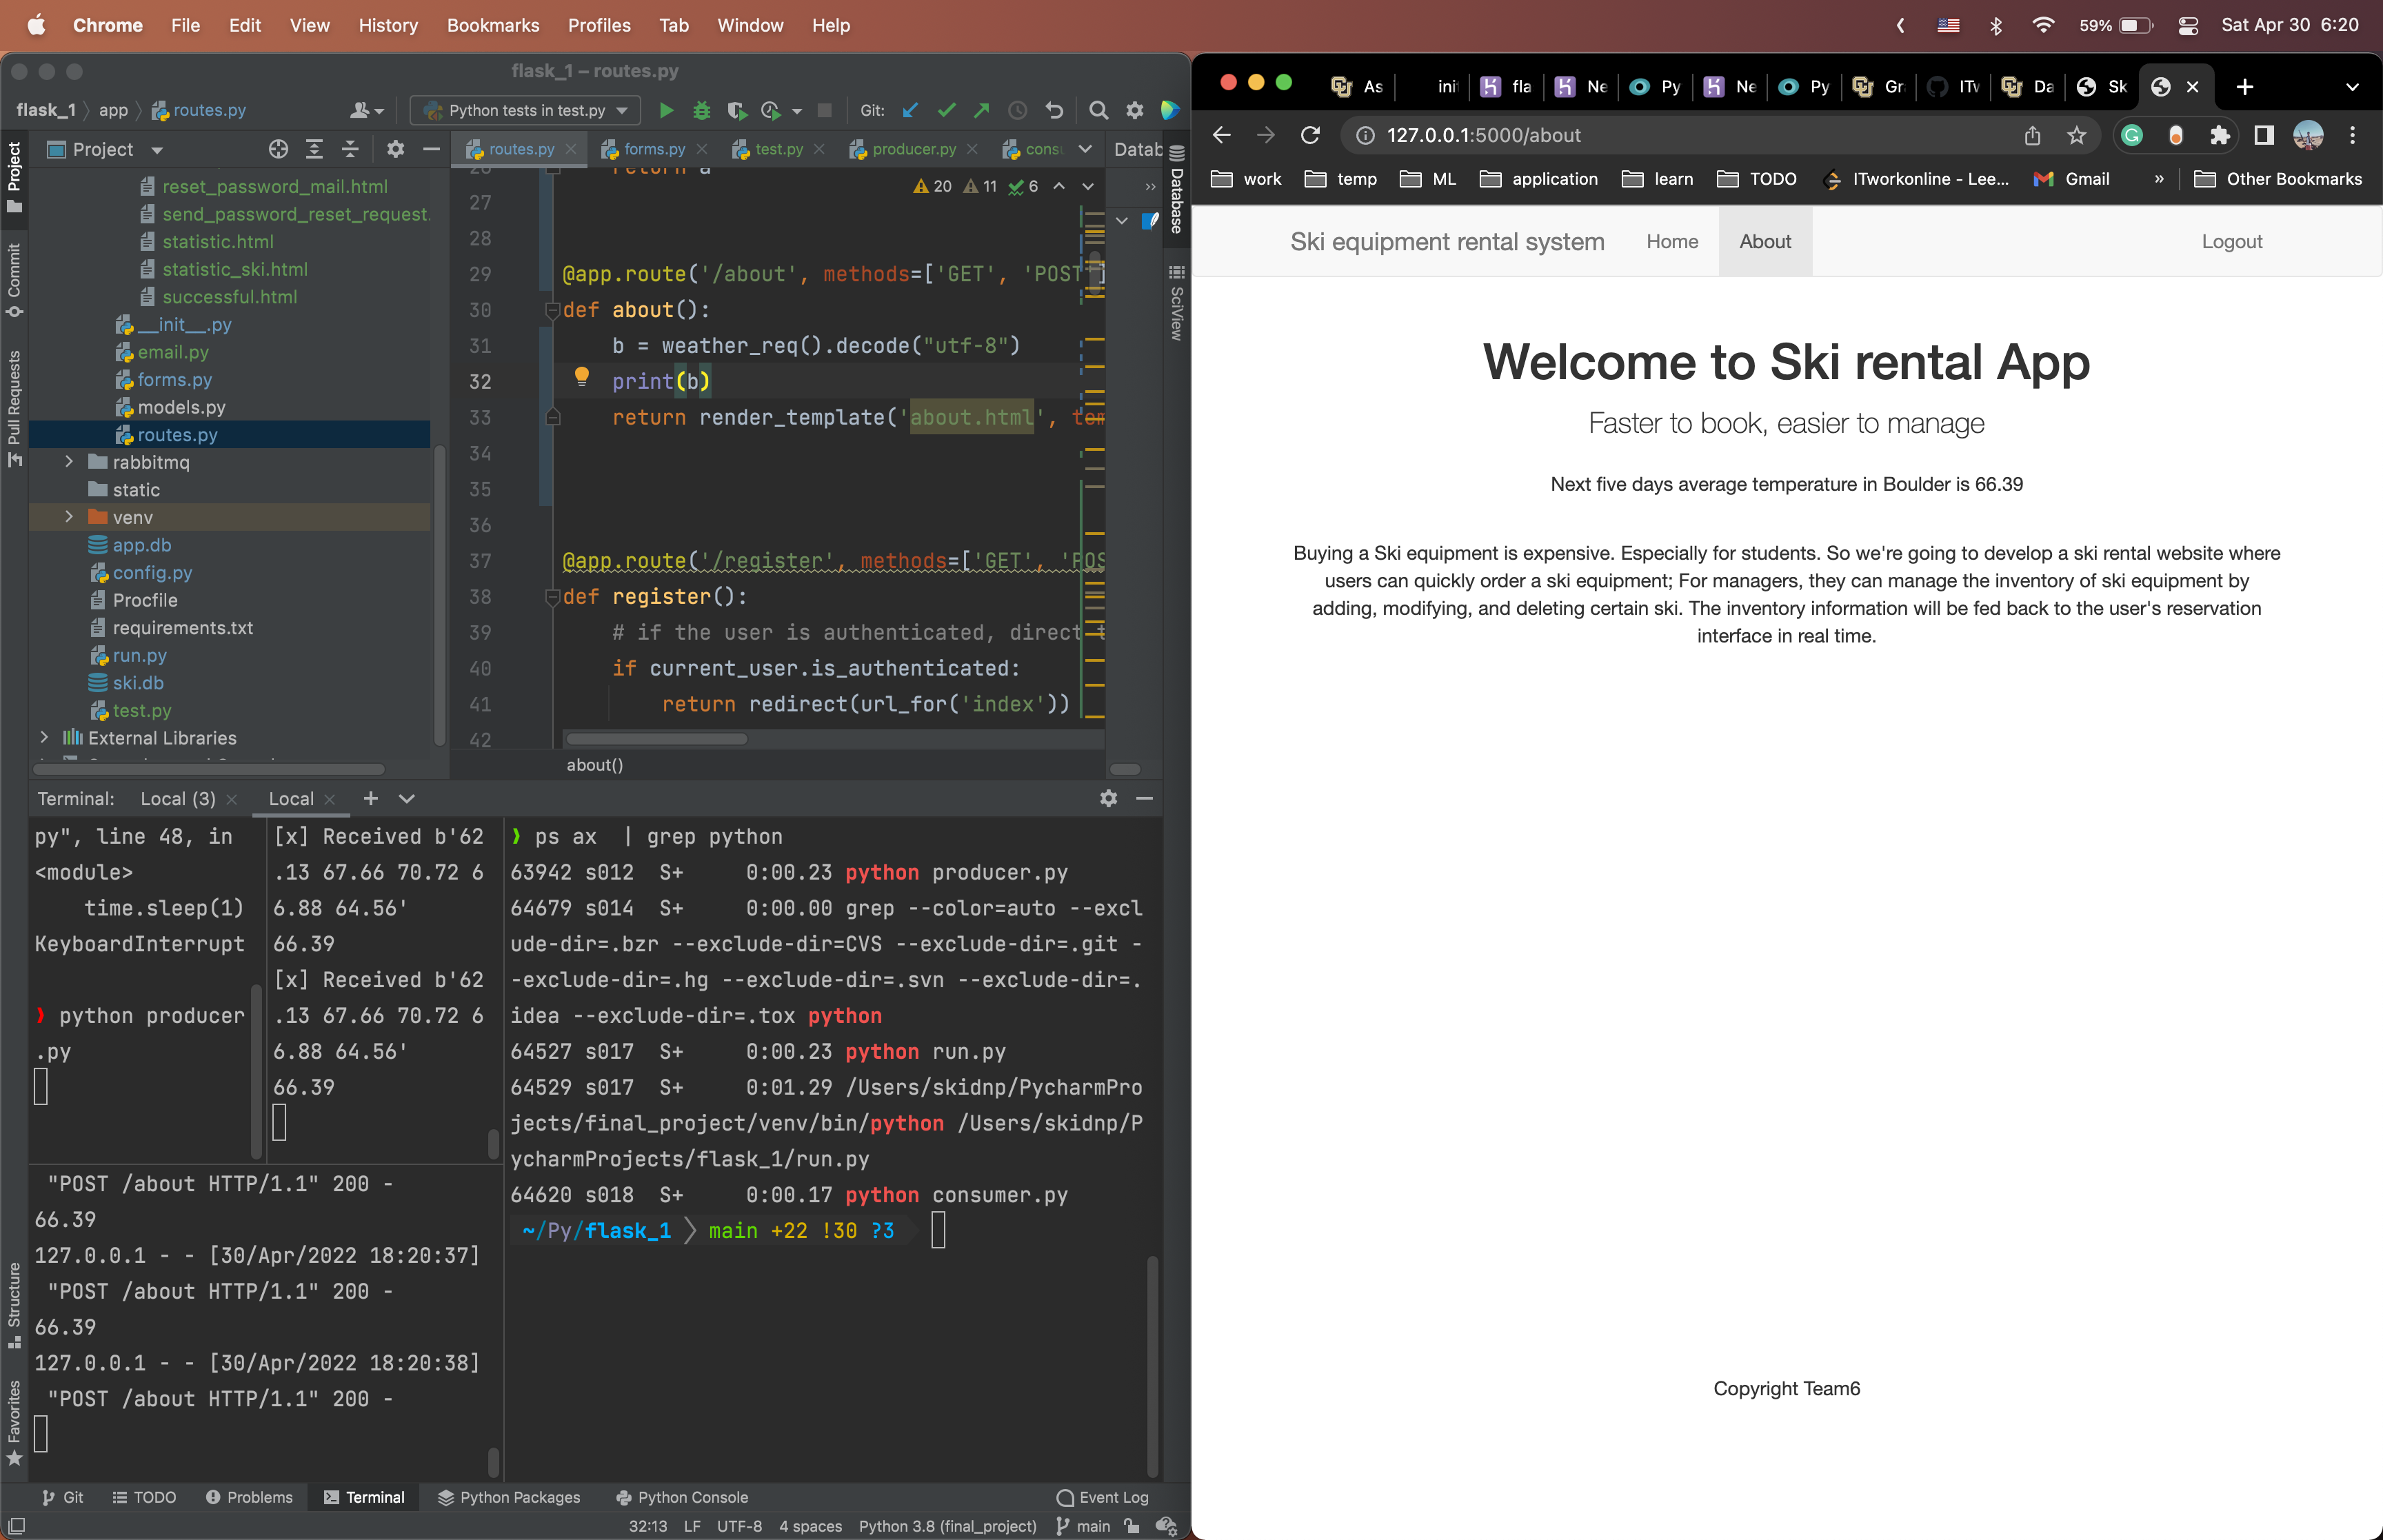 Chrome File Edit View History Bookmarks Profiles Tab Window Help
59% Sat Apr 30 6:20
flask_1 – routes.py
flask_1 app routes.py
Python tests in test.py
Git:
Project
routes.py forms.py test.py producer.py cons
Datab
reset_password_mail.html
send_password_reset_request.
statistic.html
statistic_ski.html
successful.html
__init__.py
email.py
forms.py
models.py
routes.py
rabbitmq
static
venv
app.db
config.py
Procfile
requirements.txt
run.py
ski.db
test.py
External Libraries
Project
Commit
Pull Requests
Structure
Favorites
Database
SciView
20 11 6
return a
27
28
29 @app.route('/about', methods=['GET', 'POST']
30 def about():
31 b = weather_req().decode("utf-8")
32 print(b)
33 return render_template('about.html', tem
34
35
36
37 @app.route('/register', methods=['GET', 'POS
38 def register():
39 # if the user is authenticated, direct t
40 if current_user.is_authenticated:
41 return redirect(url_for('index'))
42
about()
Terminal: Local (3) Local
py", line 48, in
<module>
time.sleep(1)
KeyboardInterrupt
❯ python producer
.py
[x] Received b'62
.13 67.66 70.72 6
6.88 64.56'
66.39
[x] Received b'62
.13 67.66 70.72 6
6.88 64.56'
66.39
"POST /about HTTP/1.1" 200 -
66.39
127.0.0.1 - - [30/Apr/2022 18:20:37]
"POST /about HTTP/1.1" 200 -
66.39
127.0.0.1 - - [30/Apr/2022 18:20:38]
"POST /about HTTP/1.1" 200 -
❯ ps ax | grep python
63942 s012 S+ 0:00.23 python producer.py
64679 s014 S+ 0:00.00 grep --color=auto --excl
ude-dir=.bzr --exclude-dir=CVS --exclude-dir=.git -
-exclude-dir=.hg --exclude-dir=.svn --exclude-dir=.
idea --exclude-dir=.tox python
64527 s017 S+ 0:00.23 python run.py
64529 s017 S+ 0:01.29 /Users/skidnp/PycharmPro
jects/final_project/venv/bin/python /Users/skidnp/P
ycharmProjects/flask_1/run.py
64620 s018 S+ 0:00.17 python consumer.py
~/Py/flask_1 main +22 !30 ?3
Git TODO Problems Terminal Python Packages Python Console Event Log
32:13 LF UTF-8 4 spaces Python 3.8 (final_project) main
As ini fla Ne Py Ne Py Gr ITw Da Sk
127.0.0.1:5000/about
work temp ML application learn TODO ITworkonline - Lee... Gmail » Other Bookmarks
Ski equipment rental system Home About Logout
Welcome to Ski rental App
Faster to book, easier to manage
Next five days average temperature in Boulder is 66.39
Buying a Ski equipment is expensive. Especially for students. So we're going to develop a ski rental website where
users can quickly order a ski equipment; For managers, they can manage the inventory of ski equipment by
adding, modifying, and deleting certain ski. The inventory information will be fed back to the user's reservation
interface in real time.
Copyright Team6